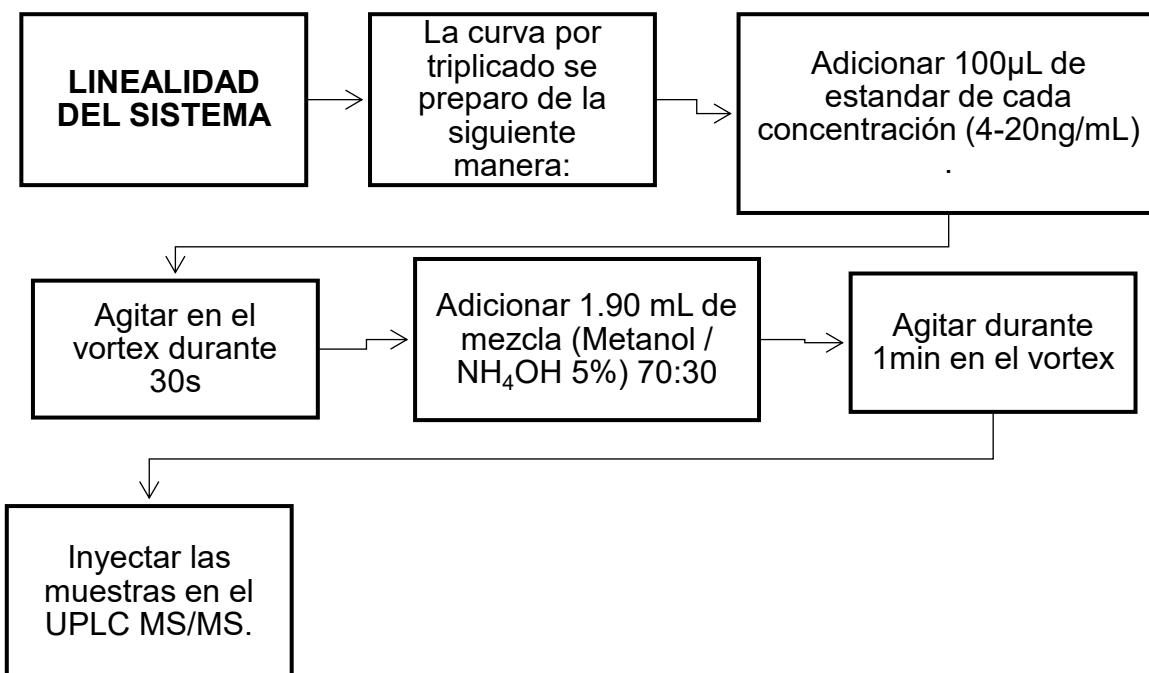 LINEALIDAD
DEL SISTEMA
La curva por
triplicado se
preparo de la
siguiente
manera:
Adicionar 100µL de
estandar de cada
concentración (4-20ng/mL)
.
Agitar en el
vortex durante
30s
Adicionar 1.90 mL de
mezcla (Metanol /
NH₄OH 5%) 70:30
Agitar durante
1min en el vortex
Inyectar las
muestras en el
UPLC MS/MS.